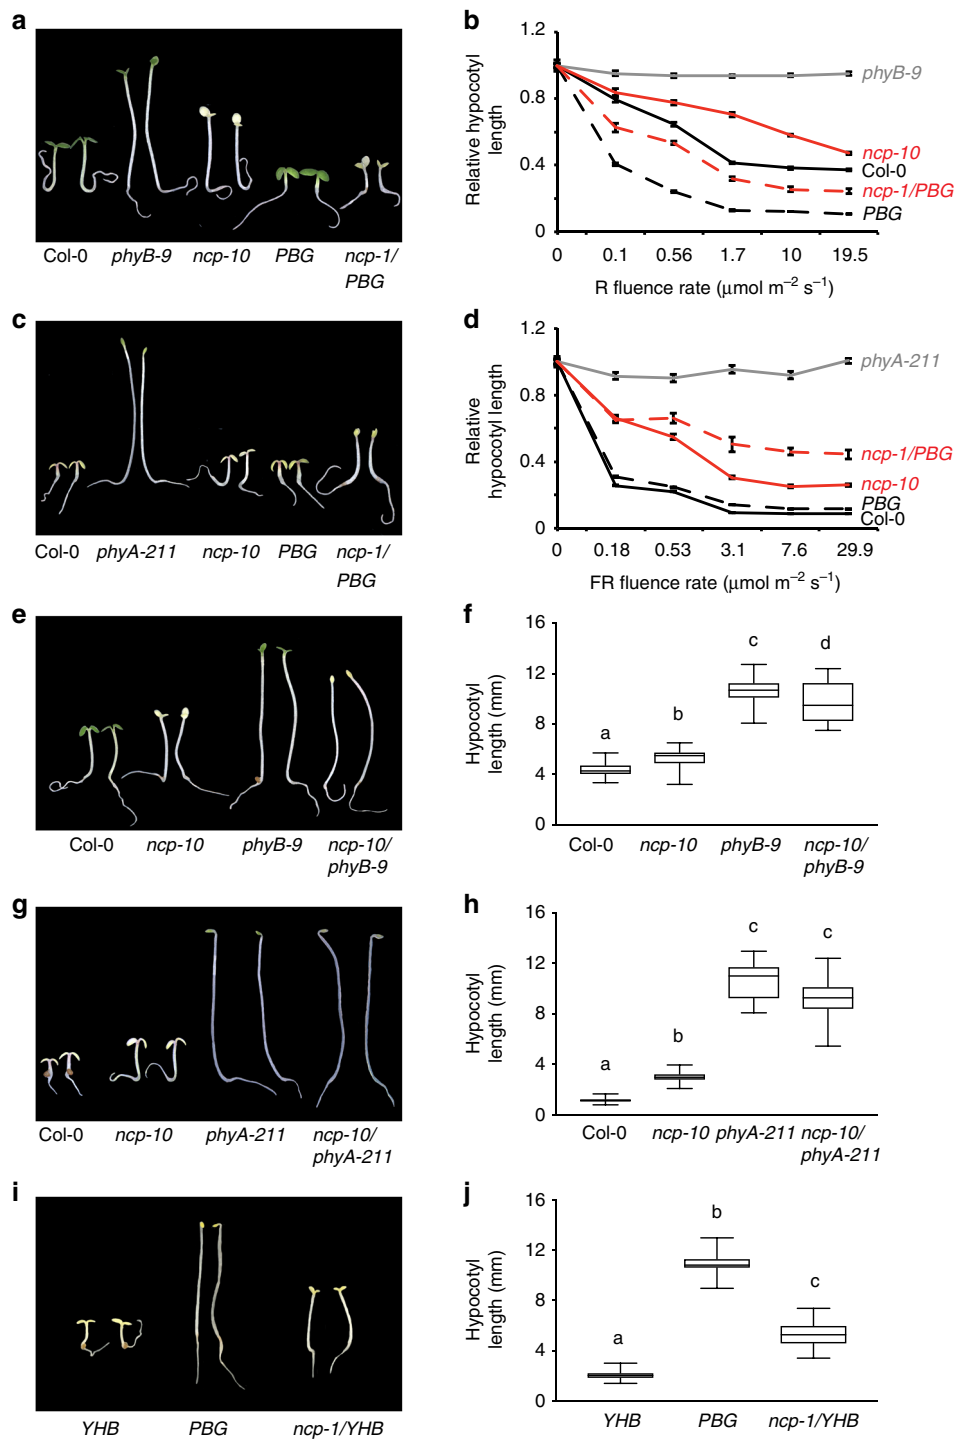 a
Col-0 phyB-9 ncp-10 PBG ncp-1/
PBG
b
Relative hypocotyl
length
1.2
0.8
0.4
0
0 0.1 0.56 1.7 10 19.5
R fluence rate (μmol m⁻² s⁻¹)
phyB-9
ncp-10
Col-0
ncp-1/PBG
PBG
c
Col-0 phyA-211 ncp-10 PBG ncp-1/
PBG
d
Relative
hypocotyl length
1.2
0.8
0.4
0
0 0.18 0.53 3.1 7.6 29.9
FR fluence rate (μmol m⁻² s⁻¹)
phyA-211
ncp-1/PBG
ncp-10
PBG
Col-0
e
Col-0 ncp-10 phyB-9 ncp-10/
phyB-9
f
Hypocotyl
length (mm)
16
12
8
4
0
a b c d
Col-0 ncp-10 phyB-9 ncp-10/
phyB-9
g
Col-0 ncp-10 phyA-211 ncp-10/
phyA-211
h
Hypocotyl
length (mm)
16
12
8
4
0
a b c c
Col-0 ncp-10 phyA-211 ncp-10/
phyA-211
i
YHB PBG ncp-1/YHB
j
Hypocotyl
length (mm)
16
12
8
4
0
a b c
YHB PBG ncp-1/YHB